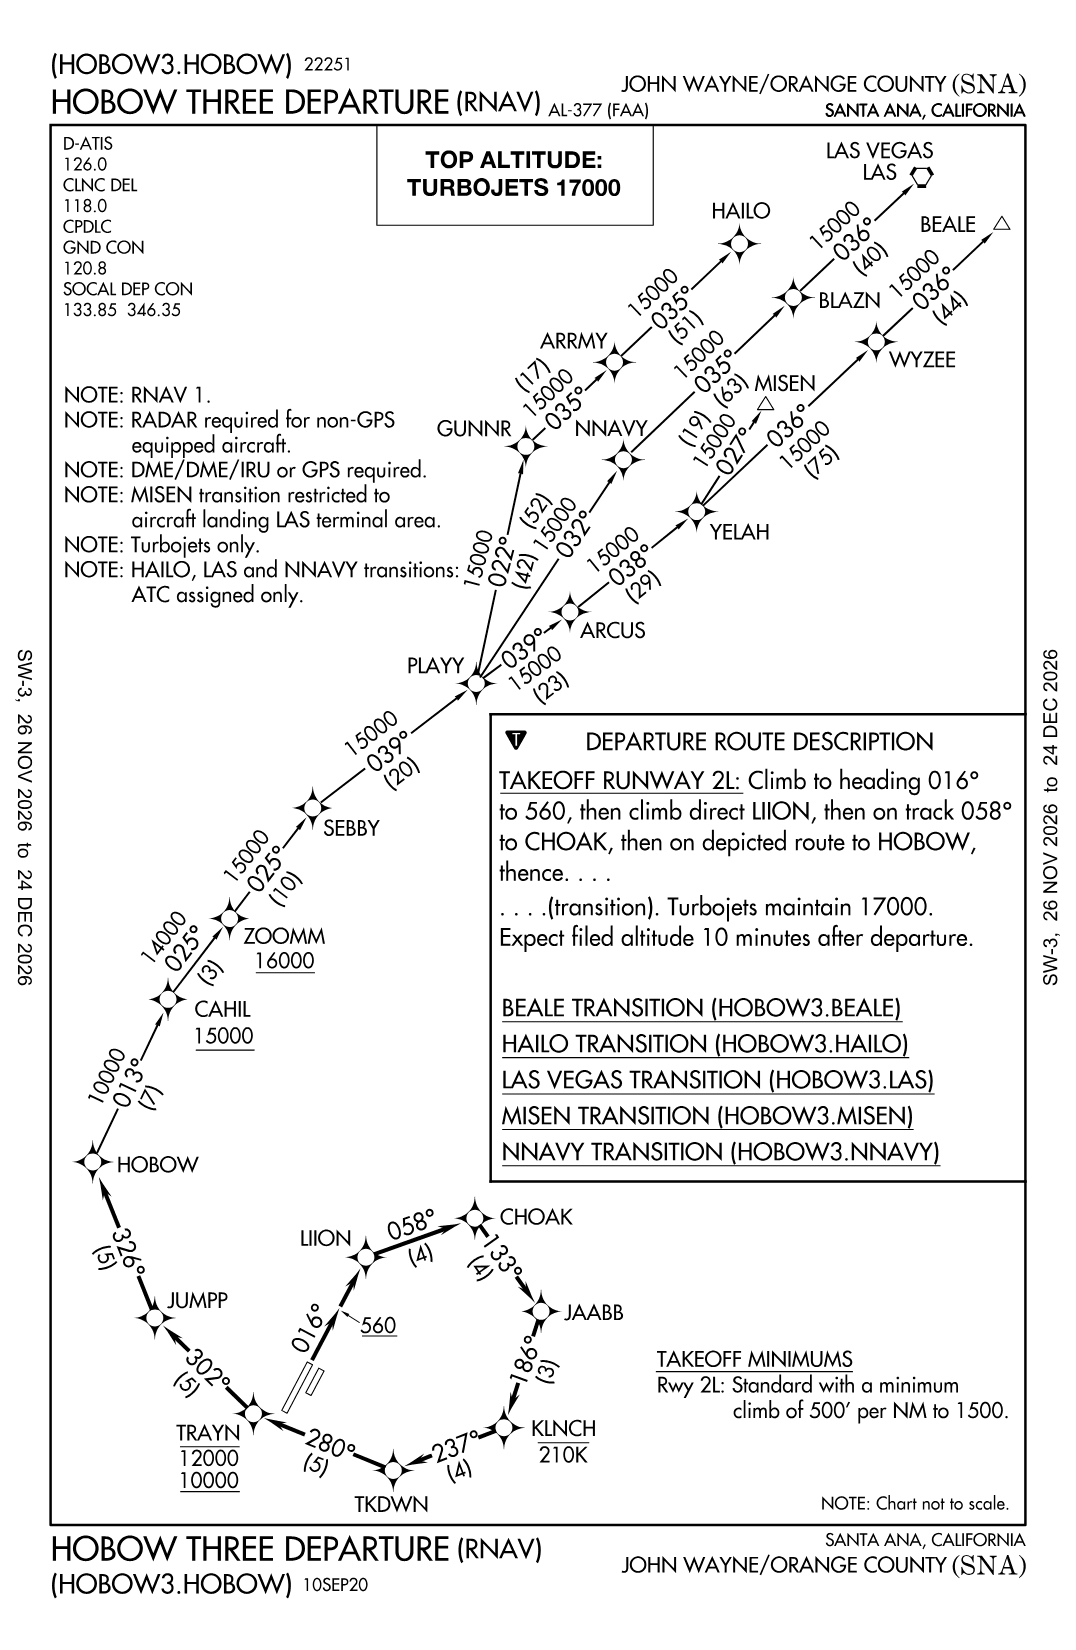 (HOBOW3.HOBOW) 22251
HOBOW THREE DEPARTURE (RNAV) AL-377 (FAA)
JOHN WAYNE/ORANGE COUNTY (SNA)
SANTA ANA, CALIFORNIA
D-ATIS
126.0
CLNC DEL
118.0
CPDLC
GND CON
120.8
SOCAL DEP CON
133.85 346.35
TOP ALTITUDE:
TURBOJETS 17000
LAS VEGAS
LAS
BEALE
HAILO
15000
036°
(40)
15000
036°
(44)
BLAZN
WYZEE
15000
035°
(51)
ARRMY
15000
035°
(63)
MISEN
(17)
15000
035°
GUNNR
NNAVY
(19)
15000
027°
036°
15000
(75)
YELAH
NOTE: RNAV 1.
NOTE: RADAR required for non-GPS
equipped aircraft.
NOTE: DME/DME/IRU or GPS required.
NOTE: MISEN transition restricted to
aircraft landing LAS terminal area.
NOTE: Turbojets only.
NOTE: HAILO, LAS and NNAVY transitions:
ATC assigned only.
15000
022°
(42)
(52)
15000
032°
15000
038°
(29)
ARCUS
PLAYY
039°
15000
(23)
15000
039°
(20)
SEBBY
15000
025°
(10)
ZOOMM
16000
14000
025°
(3)
CAHIL
15000
10000
013°
(7)
HOBOW
T
DEPARTURE ROUTE DESCRIPTION
TAKEOFF RUNWAY 2L: Climb to heading 016°
to 560, then climb direct LIION, then on track 058°
to CHOAK, then on depicted route to HOBOW,
thence. . . .
. . . .(transition). Turbojets maintain 17000.
Expect filed altitude 10 minutes after departure.
BEALE TRANSITION (HOBOW3.BEALE)
HAILO TRANSITION (HOBOW3.HAILO)
LAS VEGAS TRANSITION (HOBOW3.LAS)
MISEN TRANSITION (HOBOW3.MISEN)
NNAVY TRANSITION (HOBOW3.NNAVY)
326°
(5)
JUMPP
302°
(5)
TRAYN
12000
10000
LIION
058°
(4)
CHOAK
133°
(4)
JAABB
016°
560
186°
(3)
KLNCH
210K
237°
(4)
280°
(5)
TKDWN
TAKEOFF MINIMUMS
Rwy 2L: Standard with a minimum
climb of 500' per NM to 1500.
NOTE: Chart not to scale.
SW-3, 26 NOV 2026 to 24 DEC 2026
SW-3, 26 NOV 2026 to 24 DEC 2026
HOBOW THREE DEPARTURE (RNAV)
(HOBOW3.HOBOW) 10SEP20
SANTA ANA, CALIFORNIA
JOHN WAYNE/ORANGE COUNTY (SNA)